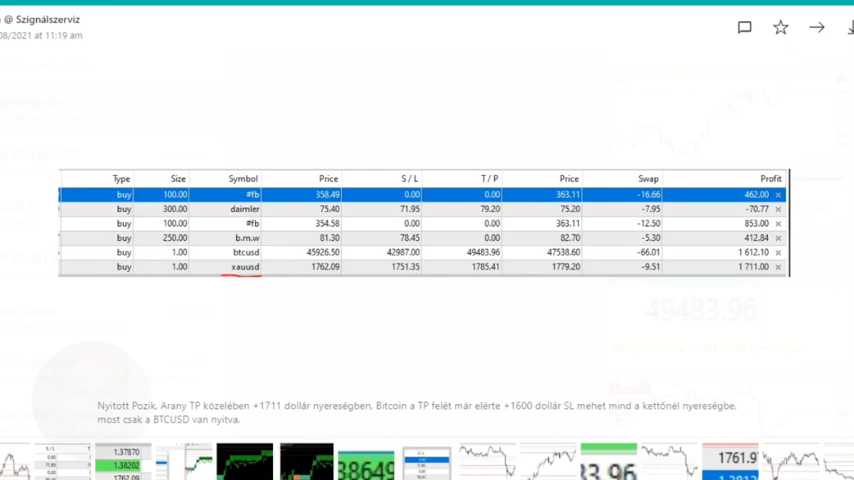 @ Szignálszervíz
08/2021 at 11:19 am
Type Size Symbol Price S / L T / P Price Swap Profit
buy 100.00 #fb 358.49 0.00 0.00 363.11 -16.66 462.00
buy 300.00 daimler 75.40 71.95 79.20 75.20 -7.95 -70.77
buy 100.00 #fb 354.58 0.00 0.00 363.11 -12.50 853.00
buy 250.00 b.m.w 81.30 78.45 0.00 82.70 -5.30 412.84
buy 1.00 btcusd 45926.50 42987.00 49483.96 47538.60 -66.01 1 612.10
buy 1.00 xauusd 1762.09 1751.35 1785.41 1779.20 -9.51 1 711.00
49483.96
Nyitott Pozik, Arany TP közelében +1711 dollár nyereségben, Bitcoin a TP felét már elérte +1600 dollár SL mehet mind a kettőnél nyereségbe.
most csak a BTCUSD van nyitva.
1.37870
1.38202
1762.09
38649
33.96
1761.9